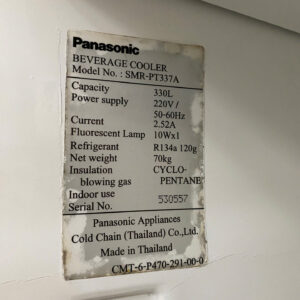 Panasonic
BEVERAGE COOLER
Model No. : SMR-PT337A
Capacity 330L
Power supply 220V /
50-60Hz
Current 2.52A
Fluorescent Lamp 10Wx1
Refrigerant R134a 120g
Net weight 70kg
Insulation CYCLO-
blowing gas PENTANE
Indoor use
Serial No. 530557
Panasonic Appliances
Cold Chain (Thailand) Co.,Ltd.
Made in Thailand
CMT-6-P470-291-00-0